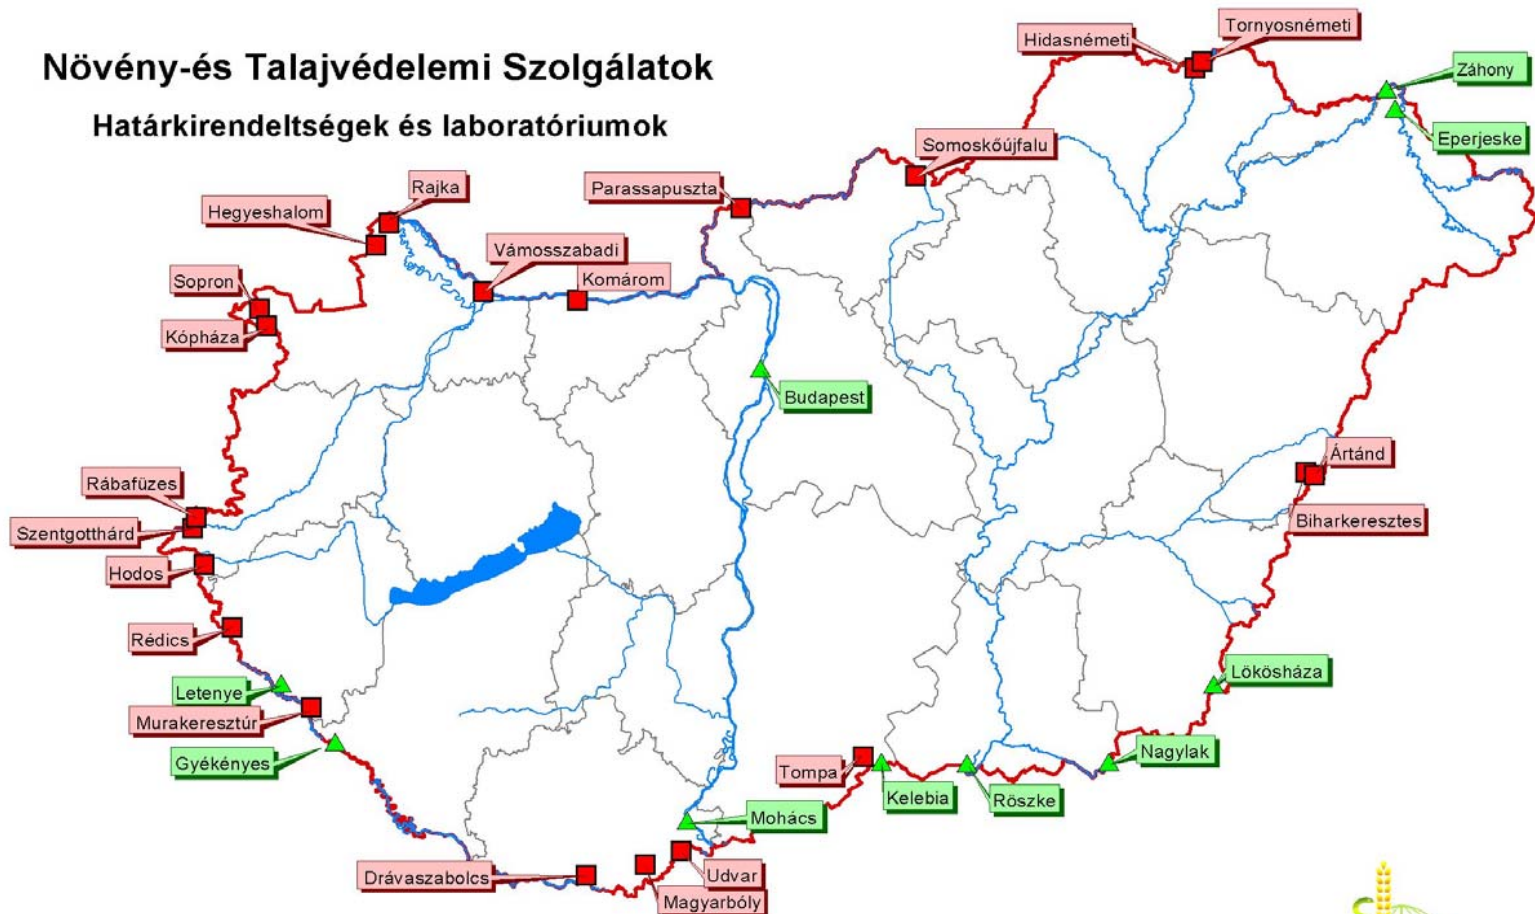 Növény-és Talajvédelemi Szolgálatok
Határkirendeltségek és laboratóriumok
Hidasnémeti
Tornyosnémeti
Záhony
Eperjeske
Somoskőújfalu
Parassapuszta
Rajka
Hegyeshalom
Vámosszabadi
Komárom
Sopron
Kópháza
Budapest
Ártánd
Biharkeresztes
Rábafüzes
Szentgotthárd
Hodos
Rédics
Letenye
Murakeresztúr
Gyékényes
Lökösháza
Nagylak
Tompa
Kelebia
Röszke
Mohács
Drávaszabolcs
Udvar
Magyarbóly